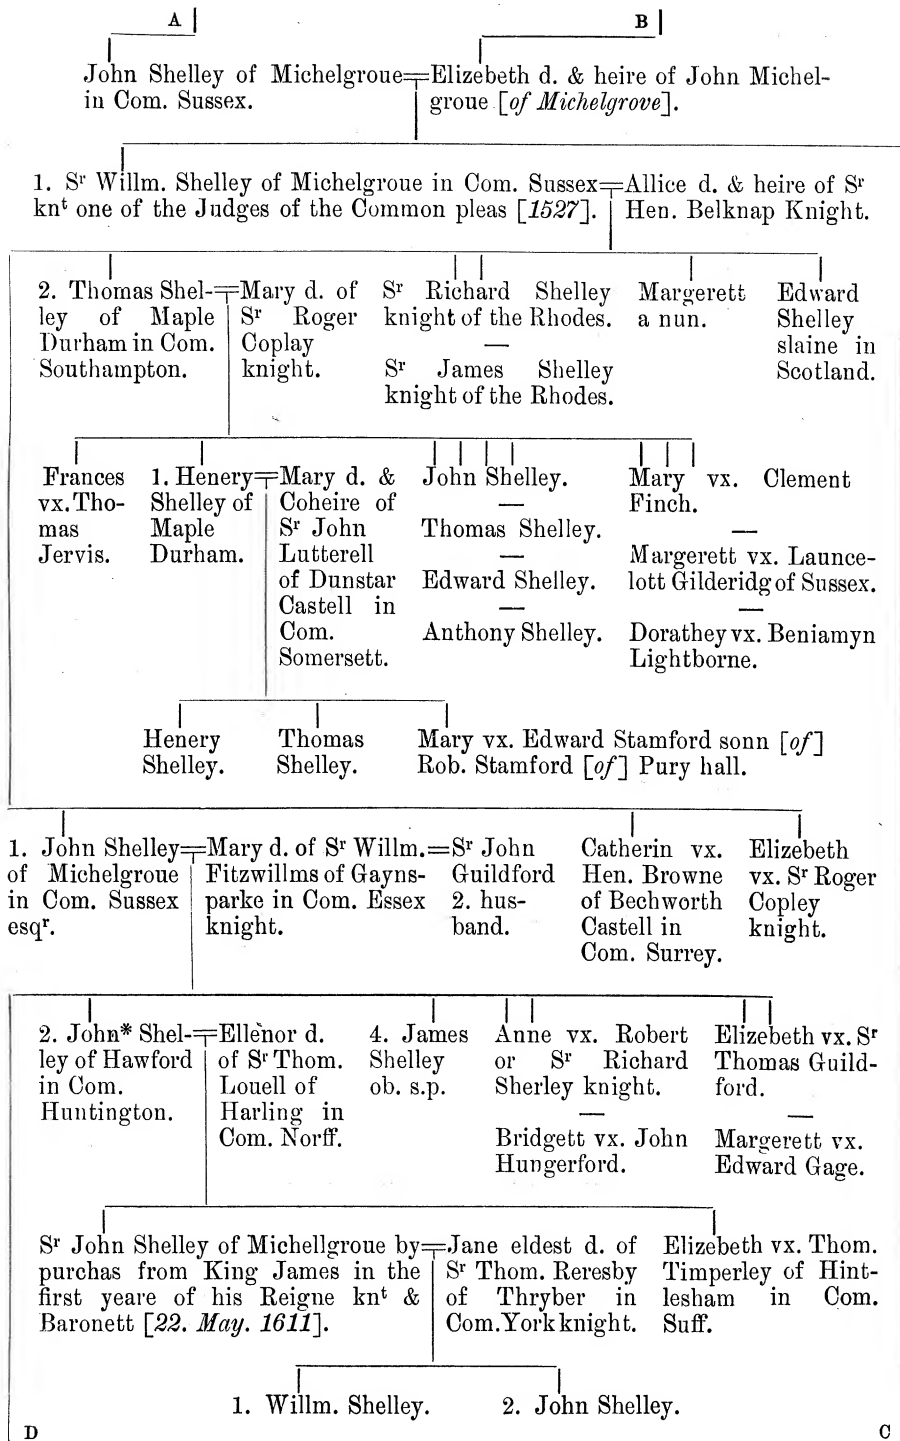 A B
John Shelley of Michelgroue=Elizebeth d. & heire of John Michel-
in Com. Sussex. groue [of Michelgrove].
1. Sr Willm. Shelley of Michelgroue in Com. Sussex=Allice d. & heire of Sr
knt one of the Judges of the Common pleas [1527]. Hen. Belknap Knight.
2. Thomas Shel-
ley of Maple
Durham in Com.
Southampton.
=Mary d. of
Sr Roger
Coplay
knight.
Sr Richard Shelley
knight of the Rhodes.
—
Sr James Shelley
knight of the Rhodes.
Margerett
a nun.
Edward
Shelley
slaine in
Scotland.
Frances
vx. Tho-
mas
Jervis.
1. Henery
Shelley of
Maple
Durham.
=Mary d. &
Coheire of
Sr John
Lutterell
of Dunstar
Castell in
Com.
Somersett.
John Shelley.
—
Thomas Shelley.
—
Edward Shelley.
—
Anthony Shelley.
Mary vx. Clement
Finch.
—
Margerett vx. Launce-
lott Gilderidg of Sussex.
—
Dorathey vx. Beniamyn
Lightborne.
Henery
Shelley.
Thomas
Shelley.
Mary vx. Edward Stamford sonn [of]
Rob. Stamford [of] Pury hall.
1. John Shelley
of Michelgroue
in Com. Sussex
esqr.
=Mary d. of Sr Willm.
Fitzwillms of Gayns-
parke in Com. Essex
knight.
=Sr John
Guildford
2. hus-
band.
Catherin vx.
Hen. Browne
of Bechworth
Castell in
Com. Surrey.
Elizebeth
vx. Sr Roger
Copley
knight.
2. John* Shel-
ley of Hawford
in Com.
Huntington.
=Ellenor d.
of Sr Thom.
Louell of
Harling in
Com. Norff.
4. James
Shelley
ob. s.p.
Anne vx. Robert
or Sr Richard
Sherley knight.
—
Bridgett vx. John
Hungerford.
Elizebeth vx. Sr
Thomas Guild-
ford.
—
Margerett vx.
Edward Gage.
Sr John Shelley of Michellgroue by
purchas from King James in the
first yeare of his Reigne knt &
Baronett [22. May. 1611].
=Jane eldest d. of
Sr Thom. Reresby
of Thryber in
Com. York knight.
Elizebeth vx. Thom.
Timperley of Hint-
lesham in Com.
Suff.
1. Willm. Shelley. 2. John Shelley.
D C